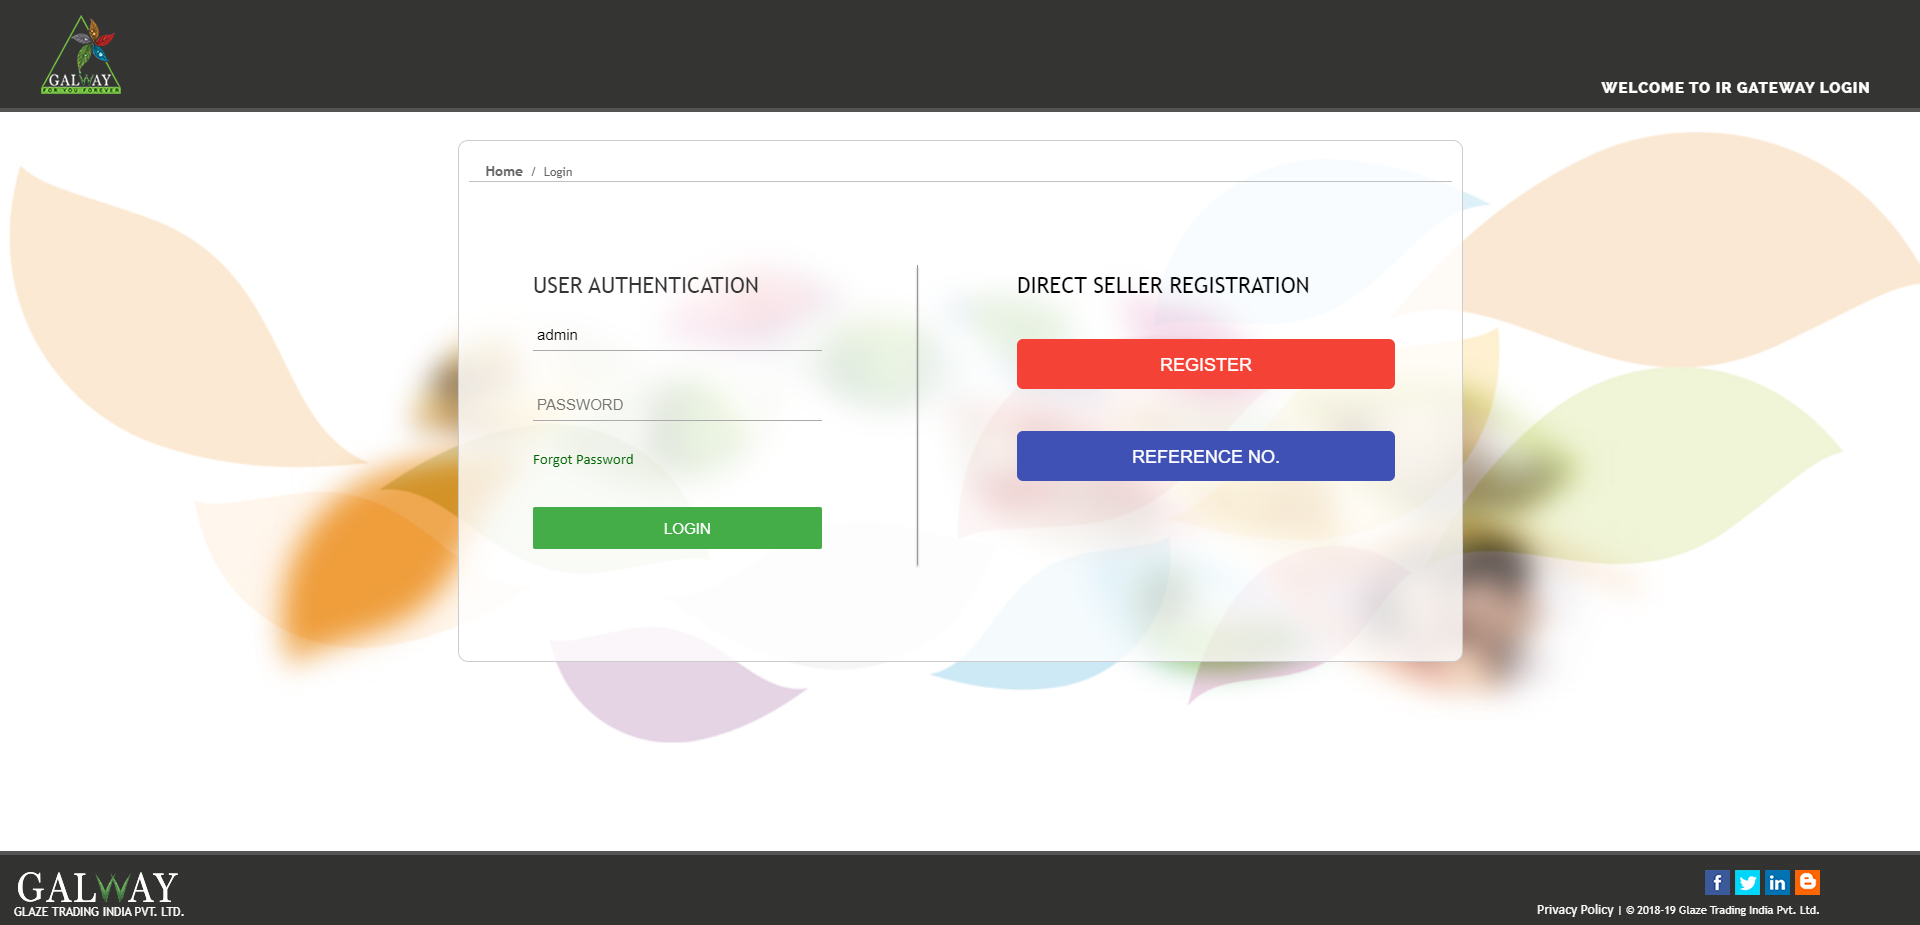 GALWAY
FOR YOU FOREVER
WELCOME TO IR GATEWAY LOGIN
Home / Login
USER AUTHENTICATION
admin
PASSWORD
Forgot Password
LOGIN
DIRECT SELLER REGISTRATION
REGISTER
REFERENCE NO.
GALWAY
GLAZE TRADING INDIA PVT. LTD.
Privacy Policy | © 2018-19 Glaze Trading India Pvt. Ltd.